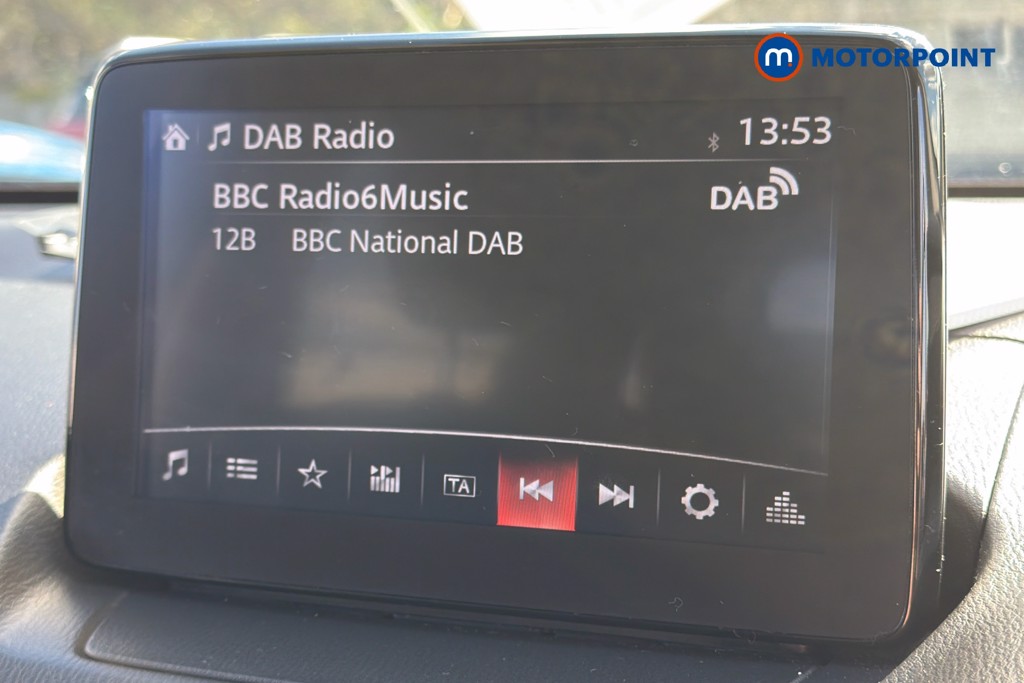 m MOTORPOINT
DAB Radio 13:53
BBC Radio6Music DAB
12B BBC National DAB
TA